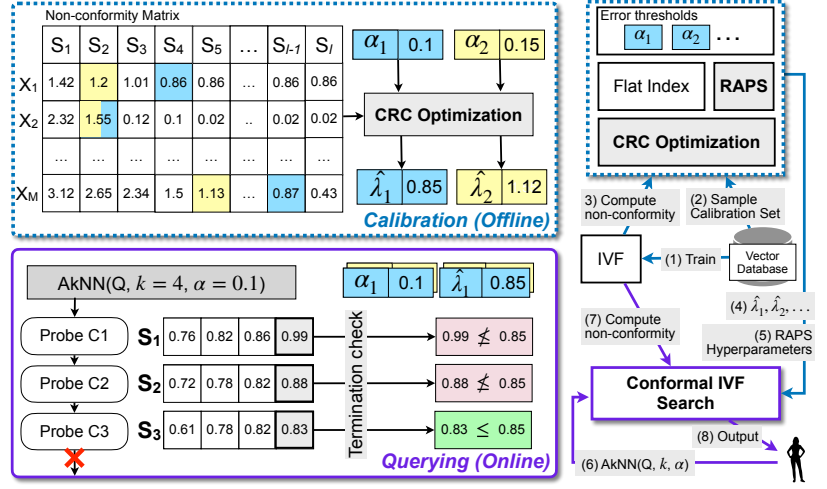 Non-conformity Matrix
S1 S2 S3 S4 S5 ... Sl-1 Sl
X1 1.42 1.2 1.01 0.86 0.86 ... 0.86 0.86
X2 2.32 1.55 0.12 0.1 0.02 .. 0.02 0.02
... ... ... ... ... ... ...
XM 3.12 2.65 2.34 1.5 1.13 ... 0.87 0.43
α1 0.1
α2 0.15
CRC Optimization
λ̂1 0.85
λ̂2 1.12
Calibration (Offline)
AkNN(Q, k = 4, α = 0.1)
α1 0.1
λ̂1 0.85
Probe C1
S1 0.76 0.82 0.86 0.99
0.99 ≰ 0.85
Probe C2
S2 0.72 0.78 0.82 0.88
0.88 ≰ 0.85
Probe C3
S3 0.61 0.78 0.82 0.83
0.83 ≤ 0.85
Termination check
Querying (Online)
Error thresholds
α1 α2 ...
Flat Index
RAPS
CRC Optimization
3) Compute
non-conformity
(2) Sample
Calibration Set
IVF
(1) Train
Vector
Database
(4) λ̂1, λ̂2, ...
(7) Compute
non-conformity
(5) RAPS
Hyperparameters
Conformal IVF
Search
(8) Output
(6) AkNN(Q, k, α)